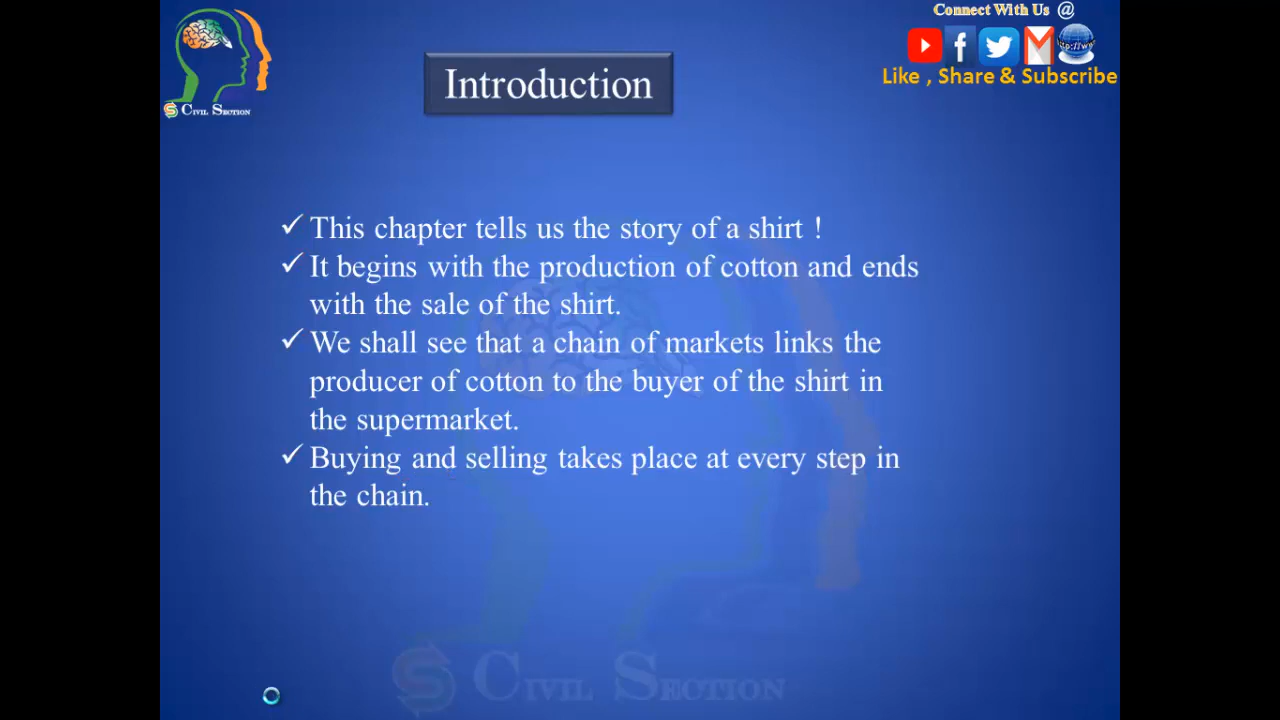 Connect With Us @
http://www
Like , Share & Subscribe
Civil Section
Introduction
✓ This chapter tells us the story of a shirt !
✓ It begins with the production of cotton and ends
with the sale of the shirt.
✓ We shall see that a chain of markets links the
producer of cotton to the buyer of the shirt in
the supermarket.
✓ Buying and selling takes place at every step in
the chain.
Civil Section